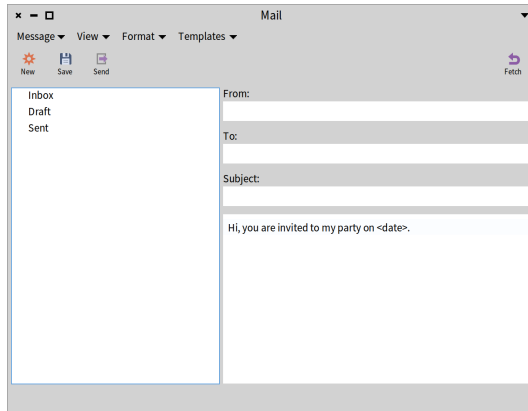 Mail
Message View Format Templates
New Save Send Fetch
Inbox
Draft
Sent
From:
To:
Subject:
Hi, you are invited to my party on <date>.